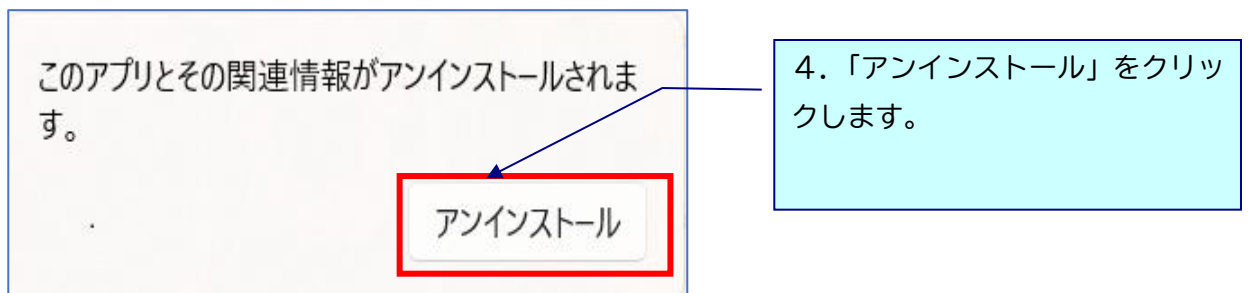 このアプリとその関連情報がアンインストールされま
す。
アンインストール
４．「アンインストール」をクリッ
クします。